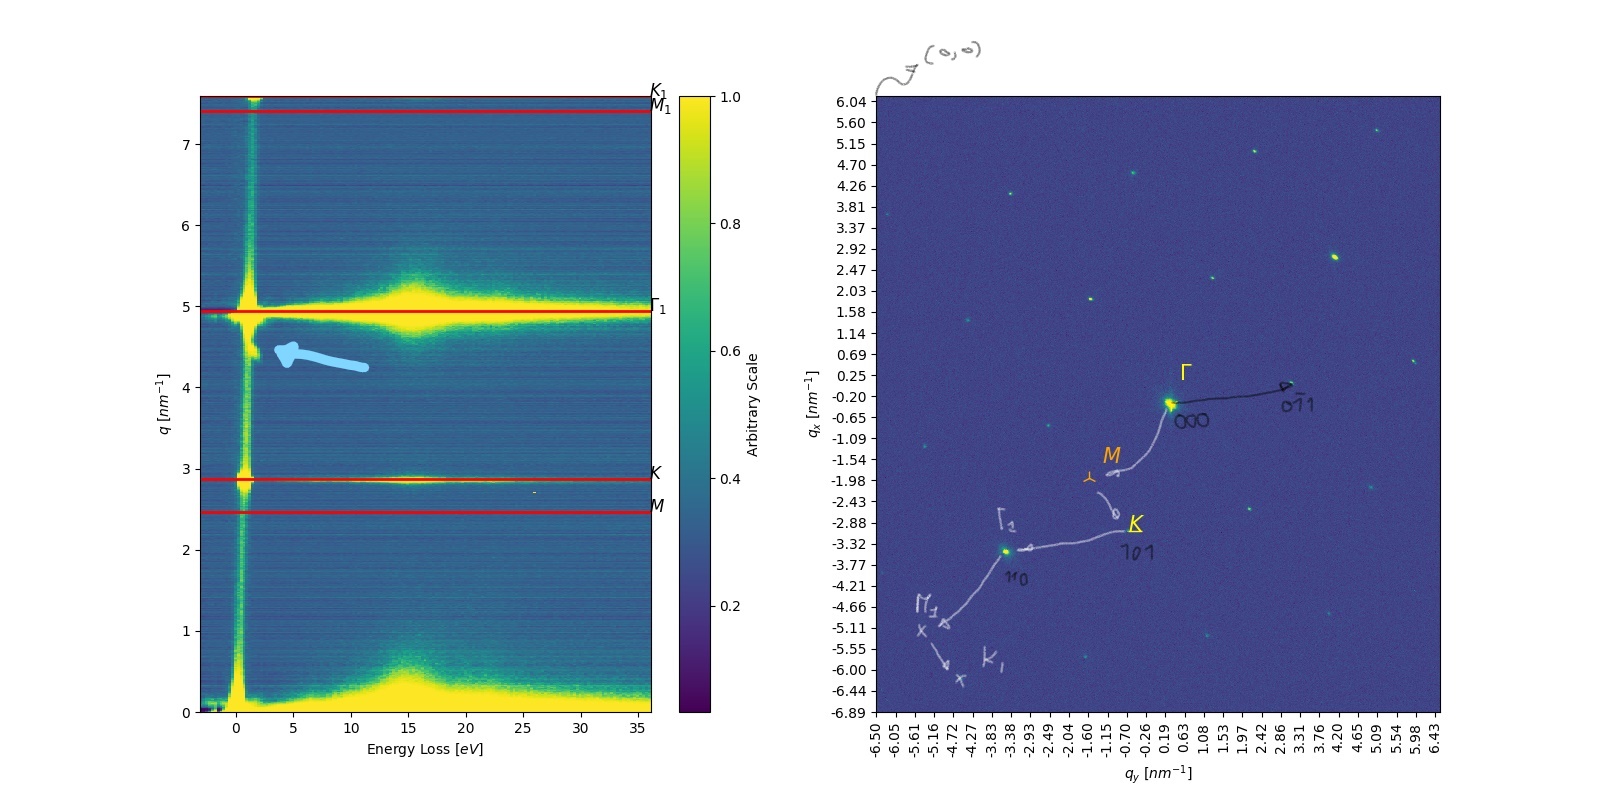 (0,0)
K₁
M₁
7
6
Γ₁
5
4
K
3
M
2
1
0
q [nm⁻¹]
0 5 10 15 20 25 30 35
Energy Loss [eV]
1.0
0.8
0.6
0.4
0.2
Arbitrary Scale
6.04
5.60
5.15
4.70
4.26
3.81
3.37
2.92
2.47
2.03
1.58
1.14
0.69
0.25
-0.20
-0.65
-1.09
-1.54
-1.98
-2.43
-2.88
-3.32
-3.77
-4.21
-4.66
-5.11
-5.55
-6.00
-6.44
-6.89
qₓ [nm⁻¹]
Γ
01̅1
000
M
K
1̅01
Γ₁
1̅10
M₁
x
K₁
x
-6.50 -6.05 -5.61 -5.16 -4.72 -4.27 -3.83 -3.38 -2.93 -2.49 -2.04 -1.60 -1.15 -0.70 -0.26 0.19 0.63 1.08 1.53 1.97 2.42 2.86 3.31 3.76 4.20 4.65 5.09 5.54 5.98 6.43
q_y [nm⁻¹]